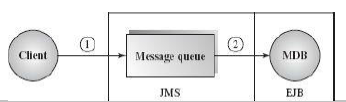 Client
①
Message queue
②
MDB
JMS
EJB